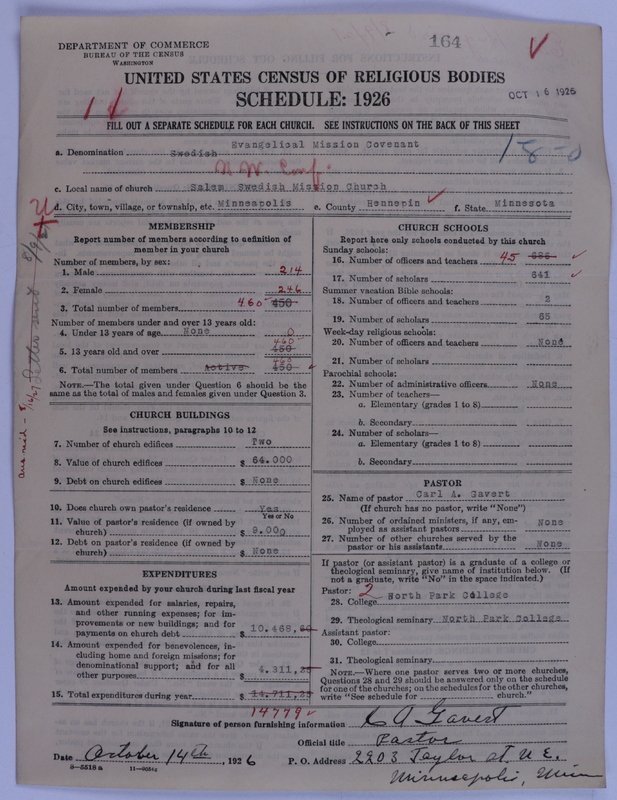 DEPARTMENT OF COMMERCE
BUREAU OF THE CENSUS
WASHINGTON
164
UNITED STATES CENSUS OF RELIGIOUS BODIES
SCHEDULE: 1926
OCT 16 1926
FILL OUT A SEPARATE SCHEDULE FOR EACH CHURCH. SEE INSTRUCTIONS ON THE BACK OF THIS SHEET
a. Denomination Swedish Evangelical Mission Covenant
1-8-0
N.W. Conf.
c. Local name of church Salem Swedish Mission Church
d. City, town, village, or township, etc. Minneapolis e. County Hennepin f. State Minnesota
MEMBERSHIP
Report number of members according to definition of
member in your church
Number of members, by sex:
1. Male 214
2. Female 246
3. Total number of members 460 450
Number of members under and over 13 years old:
4. Under 13 years of age None 0
5. 13 years old and over 460 450
6. Total number of members Active 460 450
NOTE.—The total given under Question 6 should be the
same as the total of males and females given under Question 3.
CHURCH BUILDINGS
See instructions, paragraphs 10 to 12
7. Number of church edifices Two
8. Value of church edifices $ 64.000
9. Debt on church edifices $ None
10. Does church own pastor's residence Yes
Yes or No
11. Value of pastor's residence (if owned by
church) $ 9.000
12. Debt on pastor's residence (if owned by
church) $ None
EXPENDITURES
Amount expended by your church during last fiscal year
13. Amount expended for salaries, repairs,
and other running expenses; for im-
provements or new buildings; and for
payments on church debt $ 10.468,
14. Amount expended for benevolences, in-
cluding home and foreign missions; for
denominational support; and for all
other purposes $ 4.311,
15. Total expenditures during year $
14779
CHURCH SCHOOLS
Report here only schools conducted by this church
Sunday schools:
16. Number of officers and teachers 45 686
17. Number of scholars 641
Summer vacation Bible schools:
18. Number of officers and teachers 3
19. Number of scholars 65
Week-day religious schools:
20. Number of officers and teachers None
21. Number of scholars
Parochial schools:
22. Number of administrative officers None
23. Number of teachers—
a. Elementary (grades 1 to 8)
b. Secondary
24. Number of scholars—
a. Elementary (grades 1 to 8)
b. Secondary
PASTOR
25. Name of pastor Carl A. Gavert
(If church has no pastor, write "None")
26. Number of ordained ministers, if any, em-
ployed as assistant pastors None
27. Number of other churches served by the
pastor or his assistants None
If pastor (or assistant pastor) is a graduate of a college or
theological seminary, give name of institution below. (If
not a graduate, write "No" in the space indicated.)
Pastor: 2
28. College North Park College
29. Theological seminary North Park College
Assistant pastor:
30. College
31. Theological seminary
NOTE.—Where one pastor serves two or more churches,
Questions 28 and 29 should be answered only on the schedule
for one of the churches; on the schedules for the other churches,
write "See schedule for church."
Signature of person furnishing information C A Gavert
Official title Pastor
Date October 14th, 1926 P. O. Address 2203 Taylor St N. E.
Minneapolis, Minn
8-5518a 11-9084